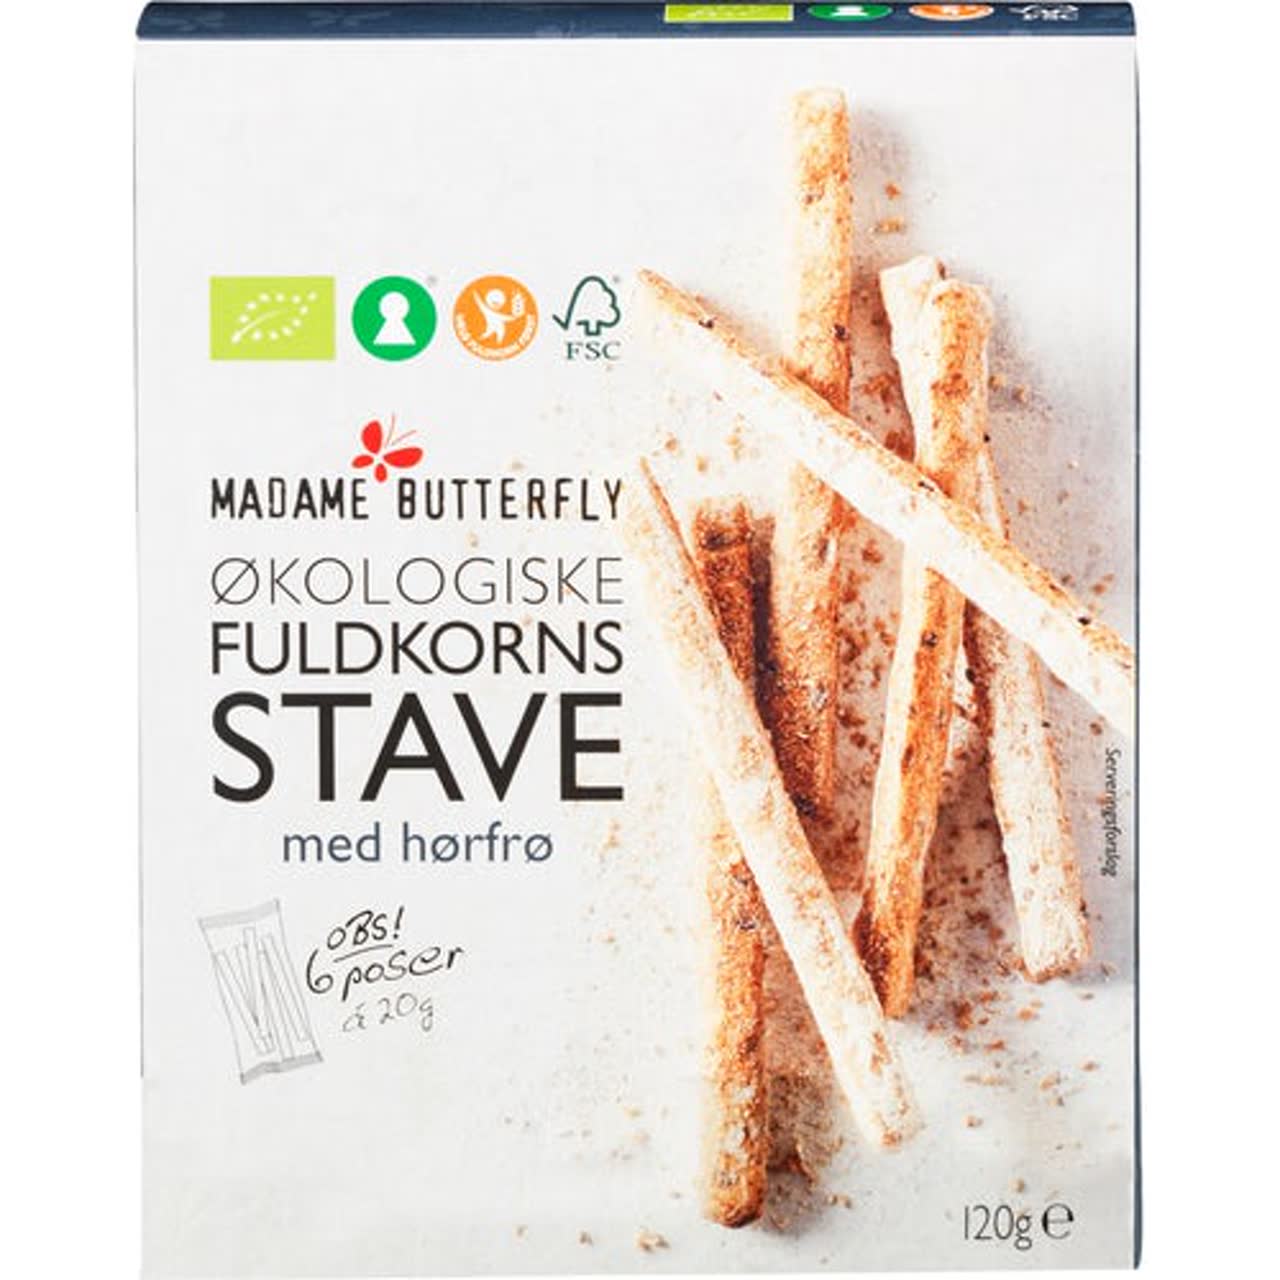 FSC
MADAME BUTTERFLY
ØKOLOGISKE
FULDKORNS
STAVE
med hørfrø
OBS!
6 poser
á 20g
Serveringsforslag
120g e